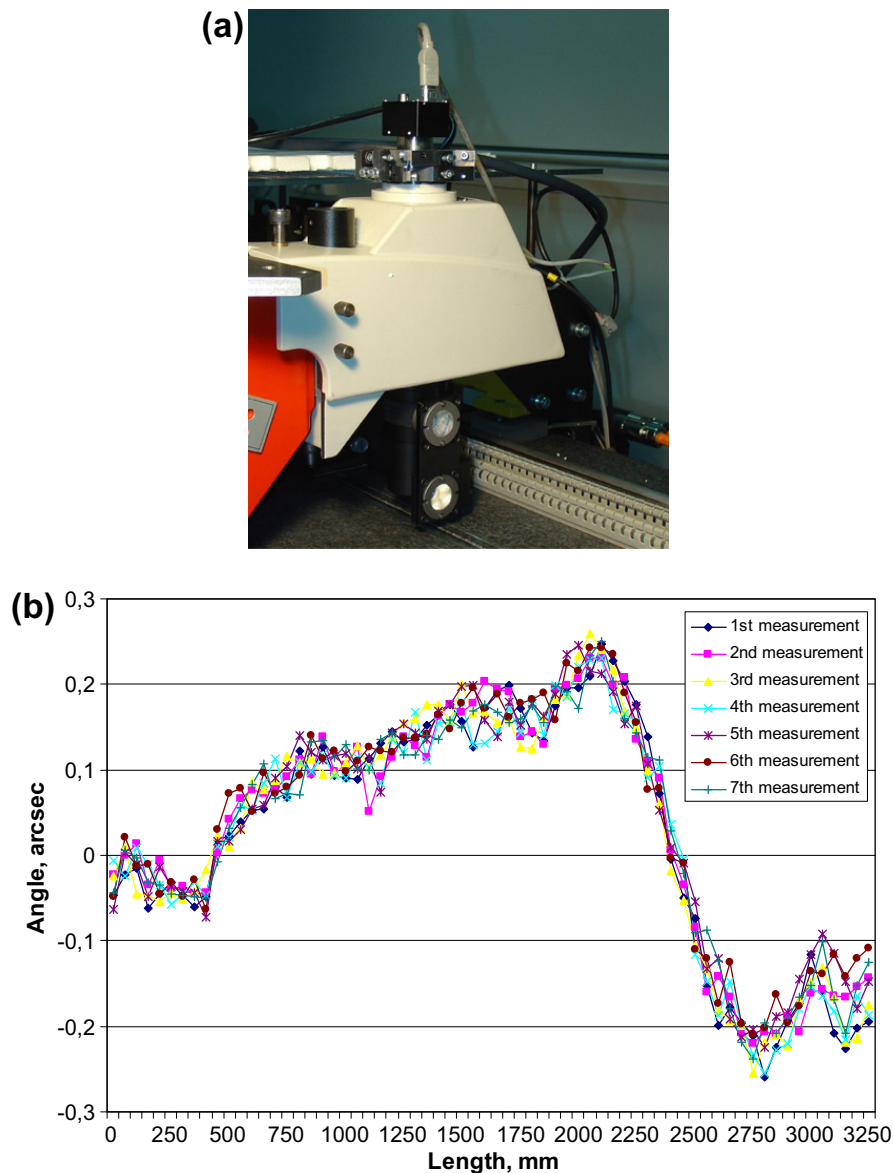 (a)
(b)
0,3
0,2
0,1
0
-0,1
-0,2
-0,3
Angle, arcsec
1st measurement
2nd measurement
3rd measurement
4th measurement
5th measurement
6th measurement
7th measurement
0 250 500 750 1000 1250 1500 1750 2000 2250 2500 2750 3000 3250
Length, mm